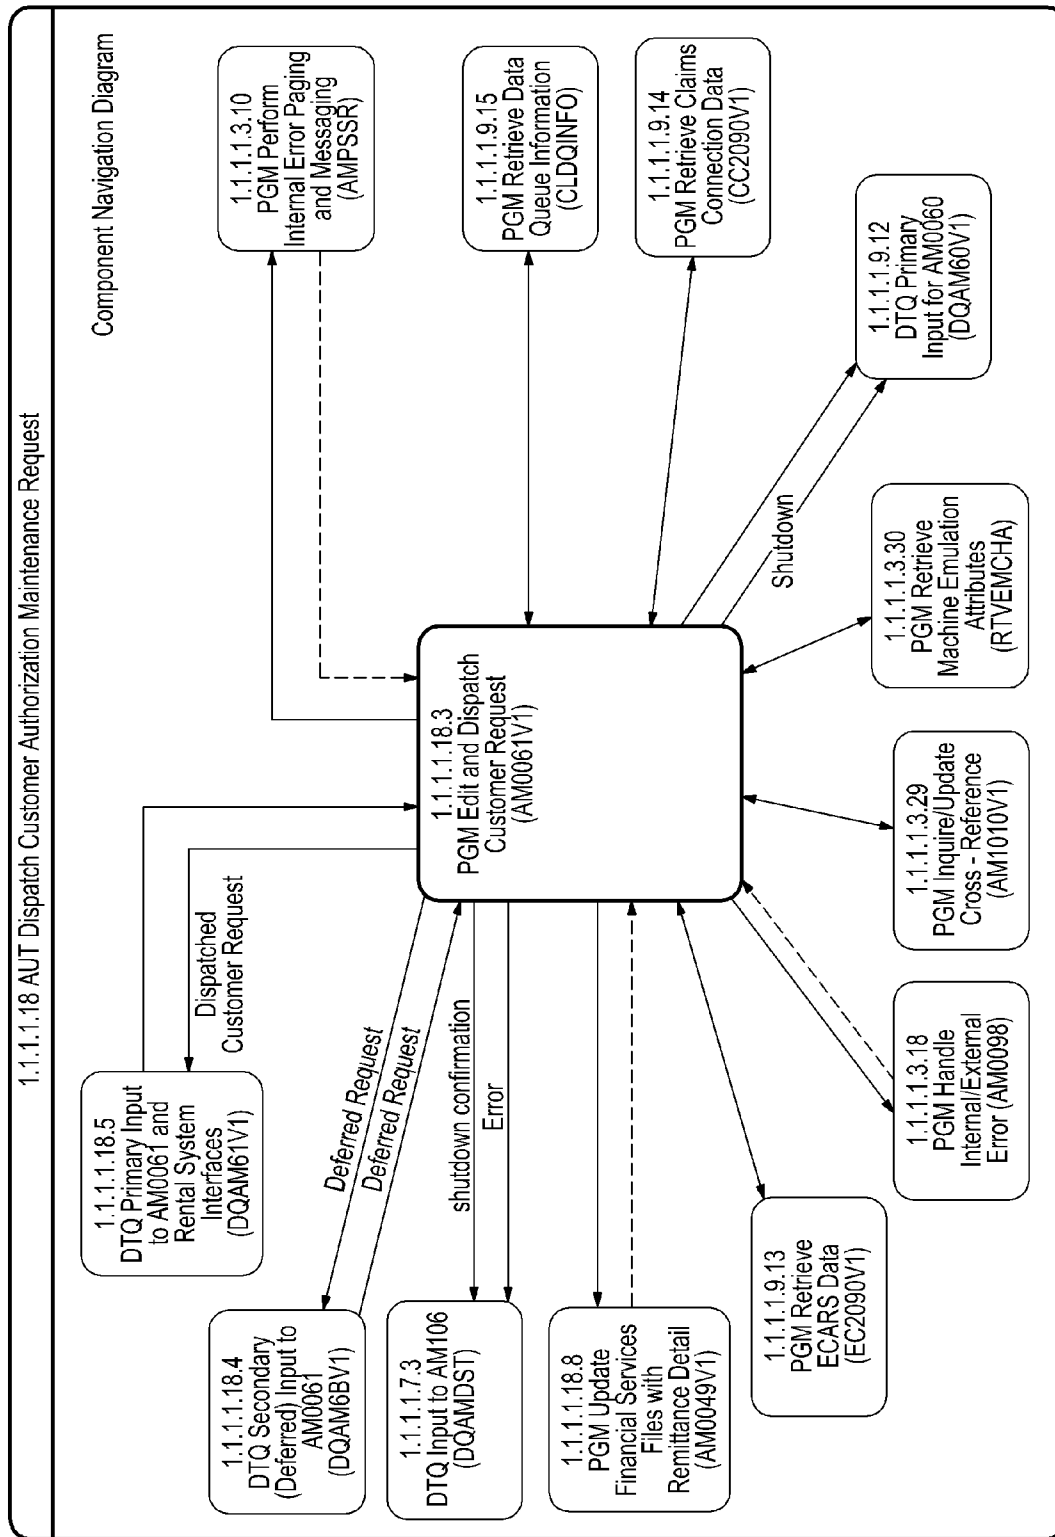 1.1.1.1.18 AUT Dispatch Customer Authorization Maintenance Request
Component Navigation Diagram
1.1.1.1.18.5
DTQ Primary Input
to AM0061 and
Rental System
Interfaces
(DQAM61V1)
Dispatched
Customer Request
1.1.1.1.3.10
PGM Perform
Internal Error Paging
and Messaging
(AMPSSR)
1.1.1.1.18.4
DTQ Secondary
(Deferred) Input to
AM0061
(DQAM6BV1)
Deferred Request
Deferred Request
1.1.1.1.7.3
DTQ Input to AM106
(DQAMDST)
shutdown confirmation
Error
1.1.1.1.18.3
PGM Edit and Dispatch
Customer Request
(AM0061V1)
1.1.1.1.9.15
PGM Retrieve Data
Queue Information
(CLDQINFO)
1.1.1.1.18.8
PGM Update
Financial Services
Files with
Remittance Detail
(AM0049V1)
1.1.1.1.9.14
PGM Retrieve Claims
Connection Data
(CC2090V1)
1.1.1.1.9.13
PGM Retrieve
ECARS Data
(EC2090V1)
Shutdown
1.1.1.1.9.12
DTQ Primary
Input for AM0060
(DQAM60V1)
1.1.1.1.3.18
PGM Handle
Internal/External
Error (AM0098)
1.1.1.1.3.29
PGM Inquire/Update
Cross - Reference
(AM1010V1)
1.1.1.1.3.30
PGM Retrieve
Machine Emulation
Attributes
(RTVEMCHA)